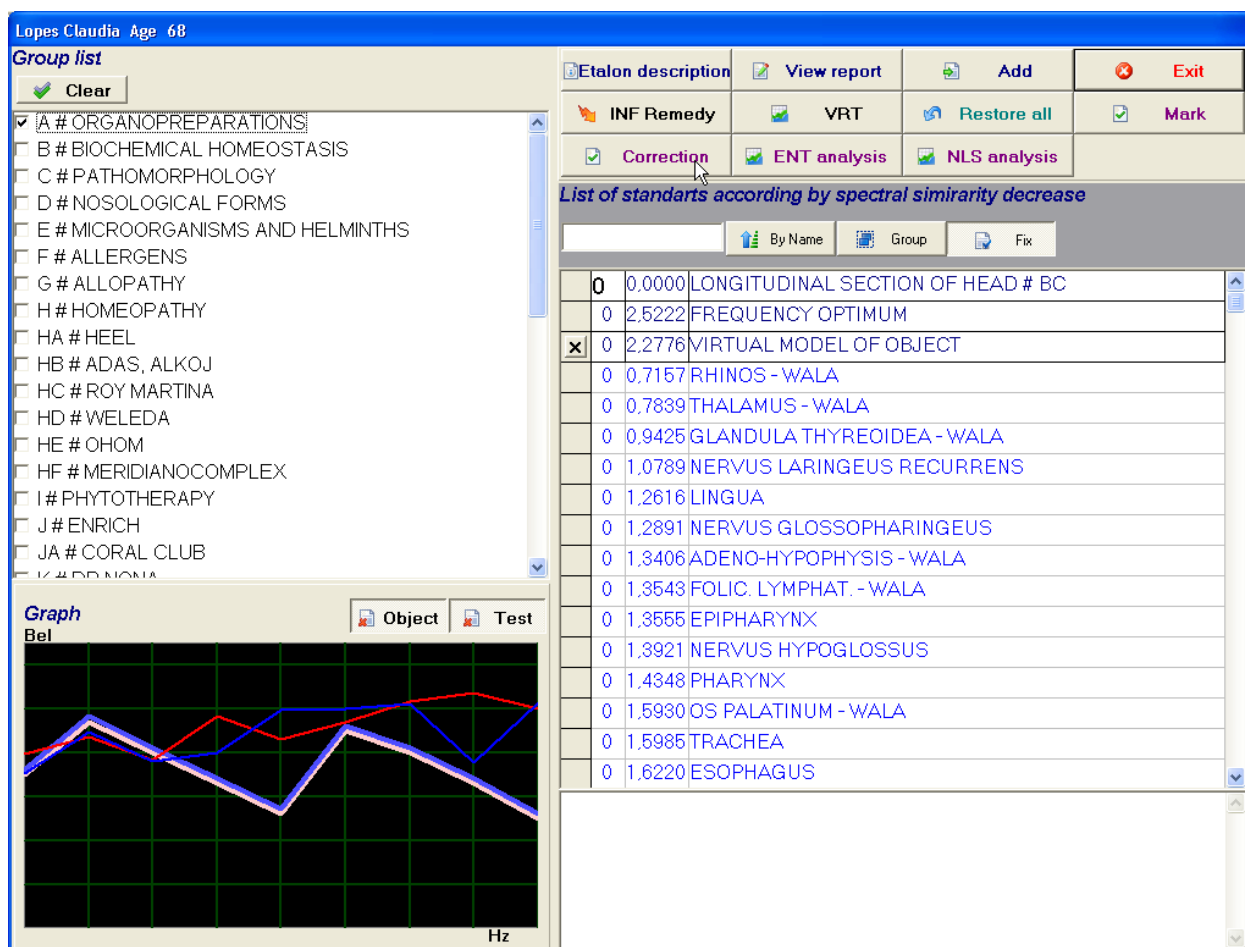 Lopes Claudia Age 68
Group list
Clear
A # ORGANOPREPARATIONS
B # BIOCHEMICAL HOMEOSTASIS
C # PATHOMORPHOLOGY
D # NOSOLOGICAL FORMS
E # MICROORGANISMS AND HELMINTHS
F # ALLERGENS
G # ALLOPATHY
H # HOMEOPATHY
HA # HEEL
HB # ADAS, ALKOJ
HC # ROY MARTINA
HD # WELEDA
HE # OHOM
HF # MERIDIANOCOMPLEX
I # PHYTOTHERAPY
J # ENRICH
JA # CORAL CLUB
K # DR NONA
Graph
Object Test
Bel
Hz
Etalon description View report Add Exit
INF Remedy VRT Restore all Mark
Correction ENT analysis NLS analysis
List of standarts according by spectral simirarity decrease
By Name Group Fix
0 0,0000 LONGITUDINAL SECTION OF HEAD # BC
0 2,5222 FREQUENCY OPTIMUM
x 0 2,2776 VIRTUAL MODEL OF OBJECT
0 0,7157 RHINOS - WALA
0 0,7839 THALAMUS - WALA
0 0,9425 GLANDULA THYREOIDEA - WALA
0 1,0789 NERVUS LARINGEUS RECURRENS
0 1,2616 LINGUA
0 1,2891 NERVUS GLOSSOPHARINGEUS
0 1,3406 ADENO-HYPOPHYSIS - WALA
0 1,3543 FOLIC. LYMPHAT. - WALA
0 1,3555 EPIPHARYNX
0 1,3921 NERVUS HYPOGLOSSUS
0 1,4348 PHARYNX
0 1,5930 OS PALATINUM - WALA
0 1,5985 TRACHEA
0 1,6220 ESOPHAGUS